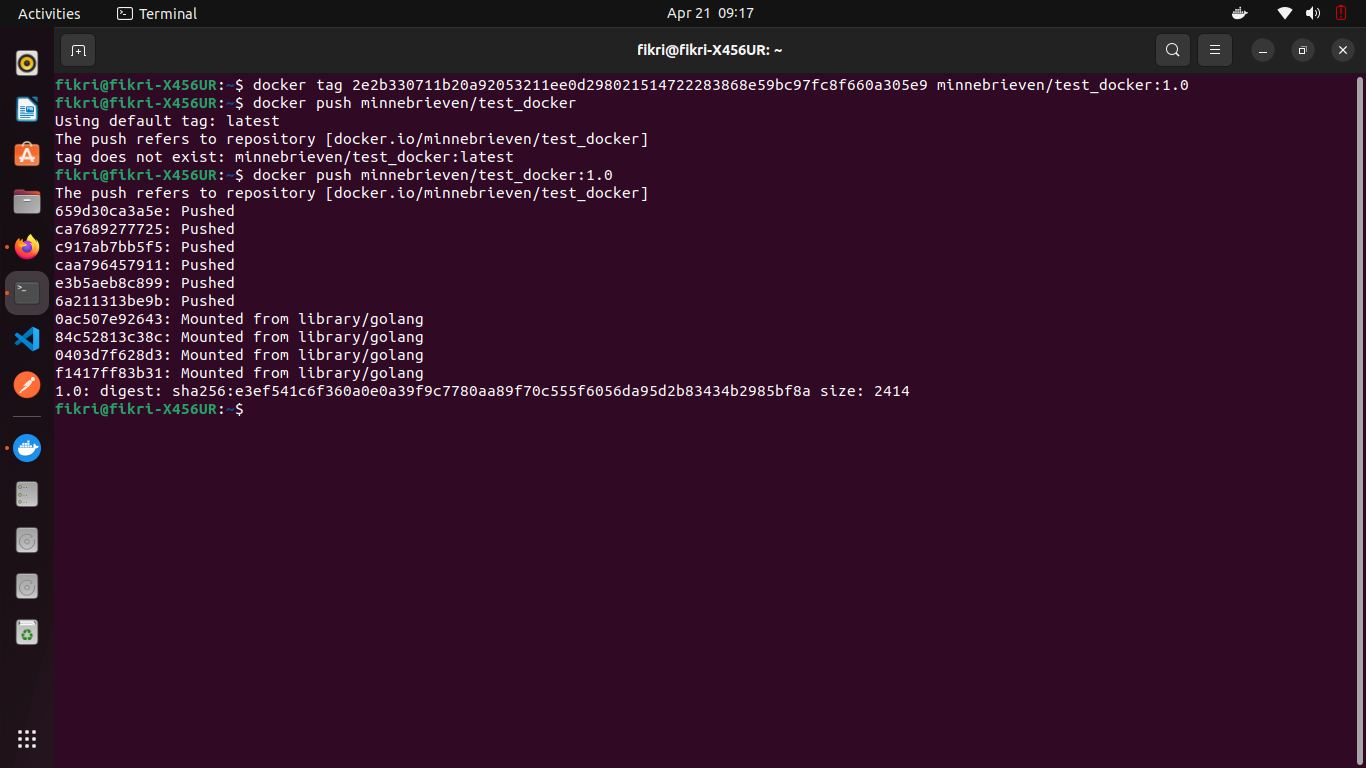 Activities
Terminal
Apr 21 09:17
fikri@fikri-X456UR: ~
fikri@fikri-X456UR:~$ docker tag 2e2b330711b20a92053211ee0d298021514722283868e59bc97fc8f660a305e9 minnebrieven/test_docker:1.0
fikri@fikri-X456UR:~$ docker push minnebrieven/test_docker
Using default tag: latest
The push refers to repository [docker.io/minnebrieven/test_docker]
tag does not exist: minnebrieven/test_docker:latest
fikri@fikri-X456UR:~$ docker push minnebrieven/test_docker:1.0
The push refers to repository [docker.io/minnebrieven/test_docker]
659d30ca3a5e: Pushed
ca7689277725: Pushed
c917ab7bb5f5: Pushed
caa796457911: Pushed
e3b5aeb8c899: Pushed
6a211313be9b: Pushed
0ac507e92643: Mounted from library/golang
84c52813c38c: Mounted from library/golang
0403d7f628d3: Mounted from library/golang
f1417ff83b31: Mounted from library/golang
1.0: digest: sha256:e3ef541c6f360a0e0a39f9c7780aa89f70c555f6056da95d2b83434b2985bf8a size: 2414
fikri@fikri-X456UR:~$